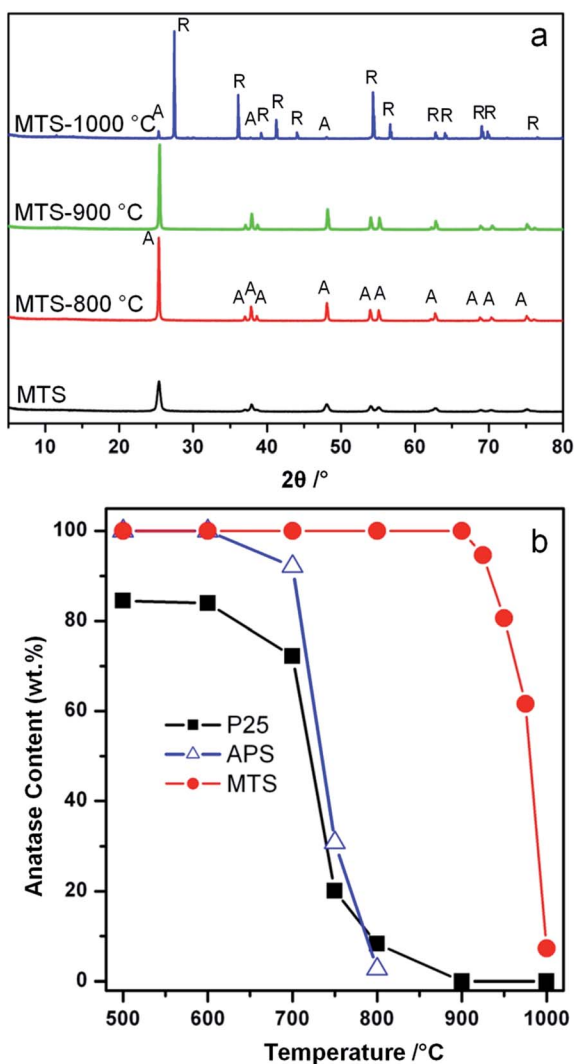 a
R
MTS-1000 °C
A
R
A
R
R
R
A
R
R
R
R
R
R
R
MTS-900 °C
A
MTS-800 °C
A
A
A
A
A
A
A
A
A
A
MTS
10
20
30
40
50
60
70
80
2θ /°
b
Anatase Content (wt.%)
100
80
60
40
20
0
P25
APS
MTS
500
600
700
800
900
1000
Temperature /°C